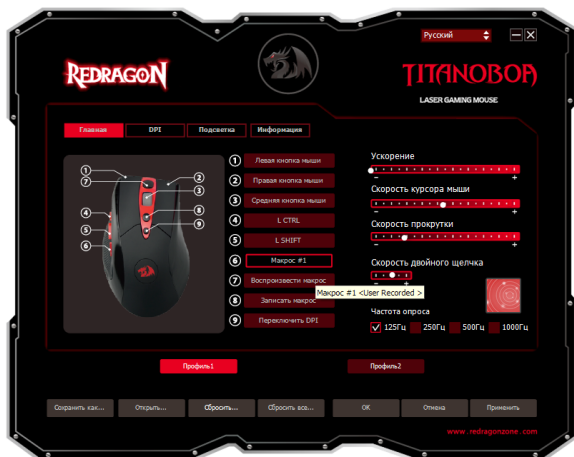 Русский
REDRAGON
TITANOBOA
LASER GAMING MOUSE
Главная
DPI
Подсветка
Информация
1 Левая кнопка мыши
2 Правая кнопка мыши
3 Средняя кнопка мыши
4 L CTRL
5 L SHIFT
6 Макрос #1
7 Воспроизвести макрос
8 Записать макрос
9 Переключить DPI
1
7
2
3
4
8
5
9
6
Ускорение
- +
Скорость курсора мыши
- +
Скорость прокрутки
- +
Скорость двойного щелчка
- +
Макрос #1 <User Recorded >
Частота опроса
125Гц 250Гц 500Гц 1000Гц
Профиль1
Профиль2
Сохранить как...
Открыть...
Сбросить...
Сбросить все...
OK
Отмена
Применить
www.redragonzone.com